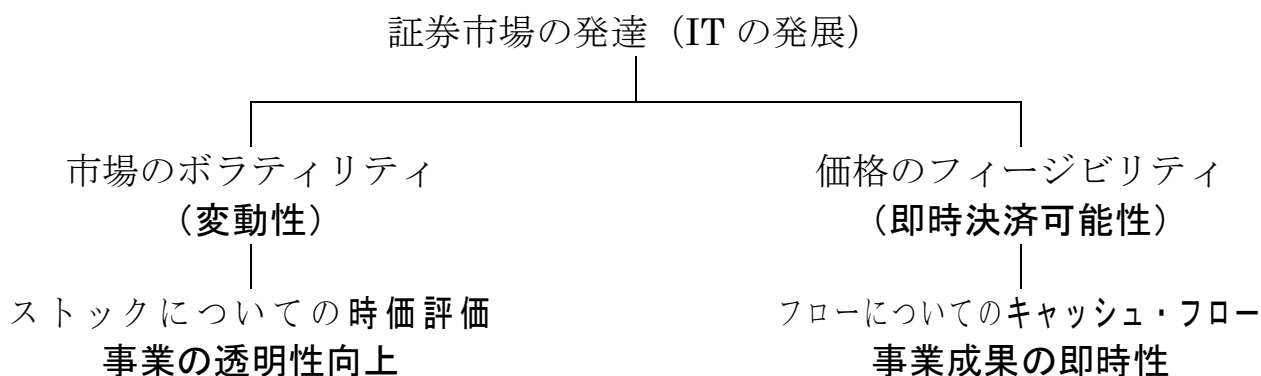 証券市場の発達（IT の発展）
市場のボラティリティ
（変動性）
ストックについての時価評価
事業の透明性向上
価格のフィージビリティ
（即時決済可能性）
フローについてのキャッシュ・フロー
事業成果の即時性